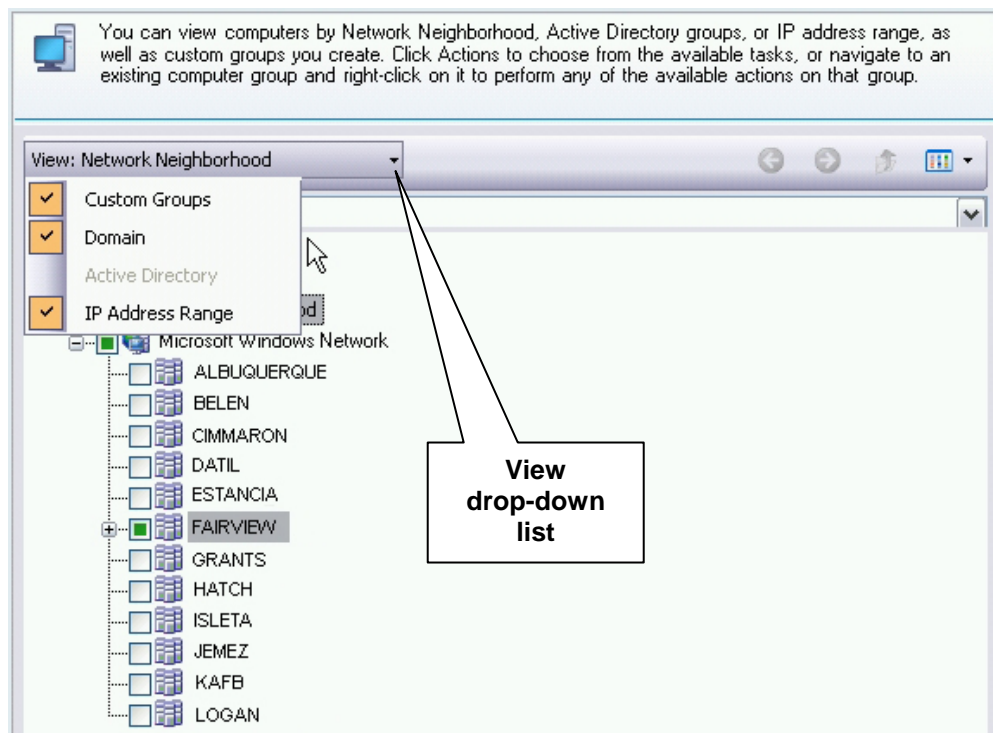 You can view computers by Network Neighborhood, Active Directory groups, or IP address range, as
well as custom groups you create. Click Actions to choose from the available tasks, or navigate to an
existing computer group and right-click on it to perform any of the available actions on that group.
View: Network Neighborhood
Custom Groups
Domain
Active Directory
IP Address Range
od
Microsoft Windows Network
ALBUQUERQUE
BELEN
CIMMARON
DATIL
ESTANCIA
FAIRVIEW
GRANTS
HATCH
ISLETA
JEMEZ
KAFB
LOGAN
View
drop-down
list